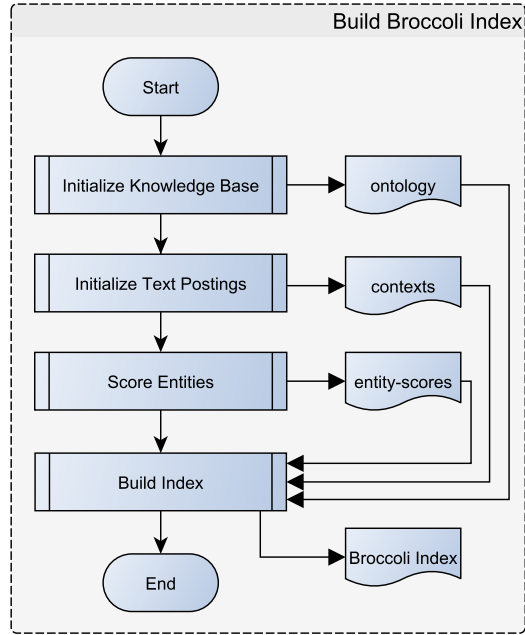 Build Broccoli Index
Start
Initialize Knowledge Base
ontology
Initialize Text Postings
contexts
Score Entities
entity-scores
Build Index
Broccoli Index
End